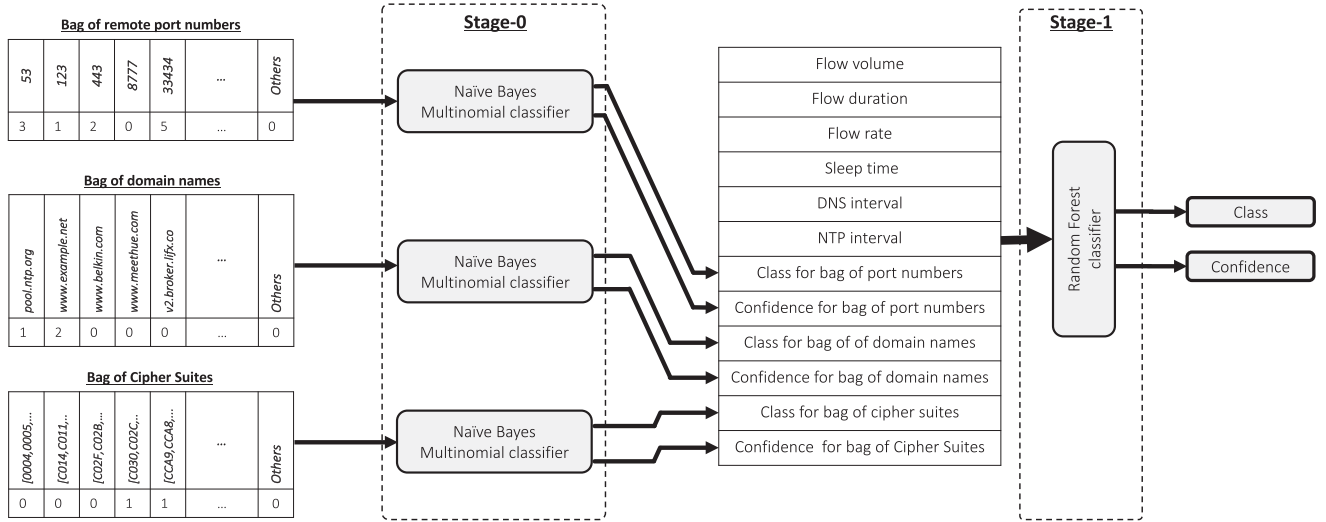 Bag of remote port numbers
53
123
443
8777
33434
...
Others
3
1
2
0
5
...
0
Bag of domain names
pool.ntp.org
www.example.net
www.belkin.com
www.meethue.com
v2.broker.lifx.co
...
Others
1
2
0
0
0
...
0
Bag of Cipher Suites
[0004,0005,...
[C014,C011,..
[C02F,C02B,...
[C030,C02C,..
[CCA9,CCA8,..
...
Others
0
0
0
1
1
...
0
Stage-0
Naïve Bayes
Multinomial classifier
Naïve Bayes
Multinomial classifier
Naïve Bayes
Multinomial classifier
Flow volume
Flow duration
Flow rate
Sleep time
DNS interval
NTP interval
Class for bag of port numbers
Confidence for bag of port numbers
Class for bag of of domain names
Confidence for bag of domain names
Class for bag of cipher suites
Confidence for bag of Cipher Suites
Stage-1
Random Forest
classifier
Class
Confidence